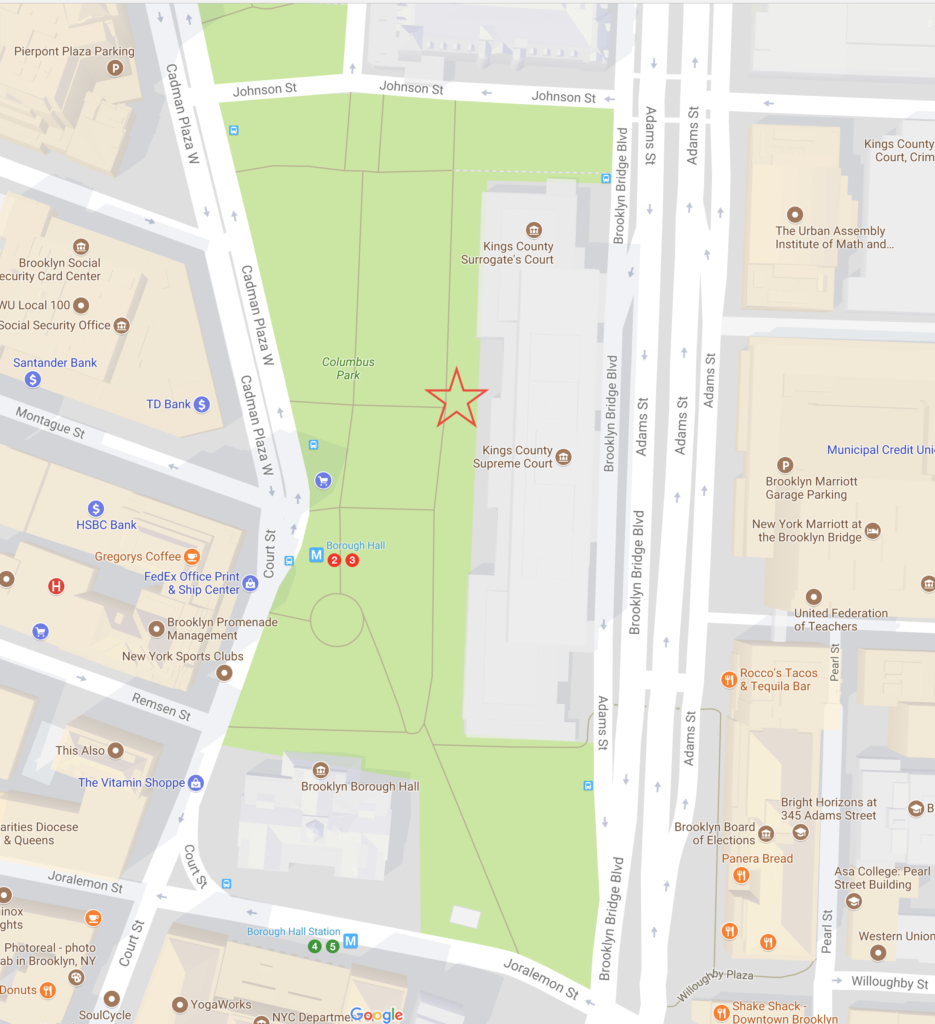 Pierpont Plaza Parking
P
Cadman Plaza W
Johnson St
Johnson St
Johnson St
Adams St
Adams St
Brooklyn Bridge Blvd
Kings County
Court, Crim
The Urban Assembly
Institute of Math and...
Kings County
Surrogate's Court
Brooklyn Social
ecurity Card Center
WU Local 100
Social Security Office
Cadman Plaza W
Santander Bank
$
TD Bank
$
Columbus
Park
Cadman Plaza W
Montague St
Brooklyn Bridge Blvd
Adams St
Adams St
Adams St
Kings County
Supreme Court
Municipal Credit Uni
P
Brooklyn Marriott
Garage Parking
New York Marriott at
the Brooklyn Bridge
$
HSBC Bank
Gregorys Coffee
Court St
FedEx Office Print
& Ship Center
M
Borough Hall
2 3
H
Brooklyn Bridge Blvd
United Federation
of Teachers
Brooklyn Promenade
Management
New York Sports Clubs
Pearl St
Rocco's Tacos
& Tequila Bar
Remsen St
Adams St
Adams St
This Also
The Vitamin Shoppe
Brooklyn Borough Hall
Bright Horizons at
345 Adams Street
B
Brooklyn Board
of Elections
Panera Bread
arities Diocese
& Queens
Court St
Joralemon St
Asa College: Pearl
Street Building
Brooklyn Bridge Blvd
inox
ghts
Court St
Borough Hall Station
4 5
M
Pearl St
Western Union
Photoreal - photo
ab in Brooklyn, NY
Joralemon St
Willoughby Plaza
Willoughby St
Donuts
SoulCycle
YogaWorks
NYC Departmen
Google
Shake Shack -
Downtown Brooklyn